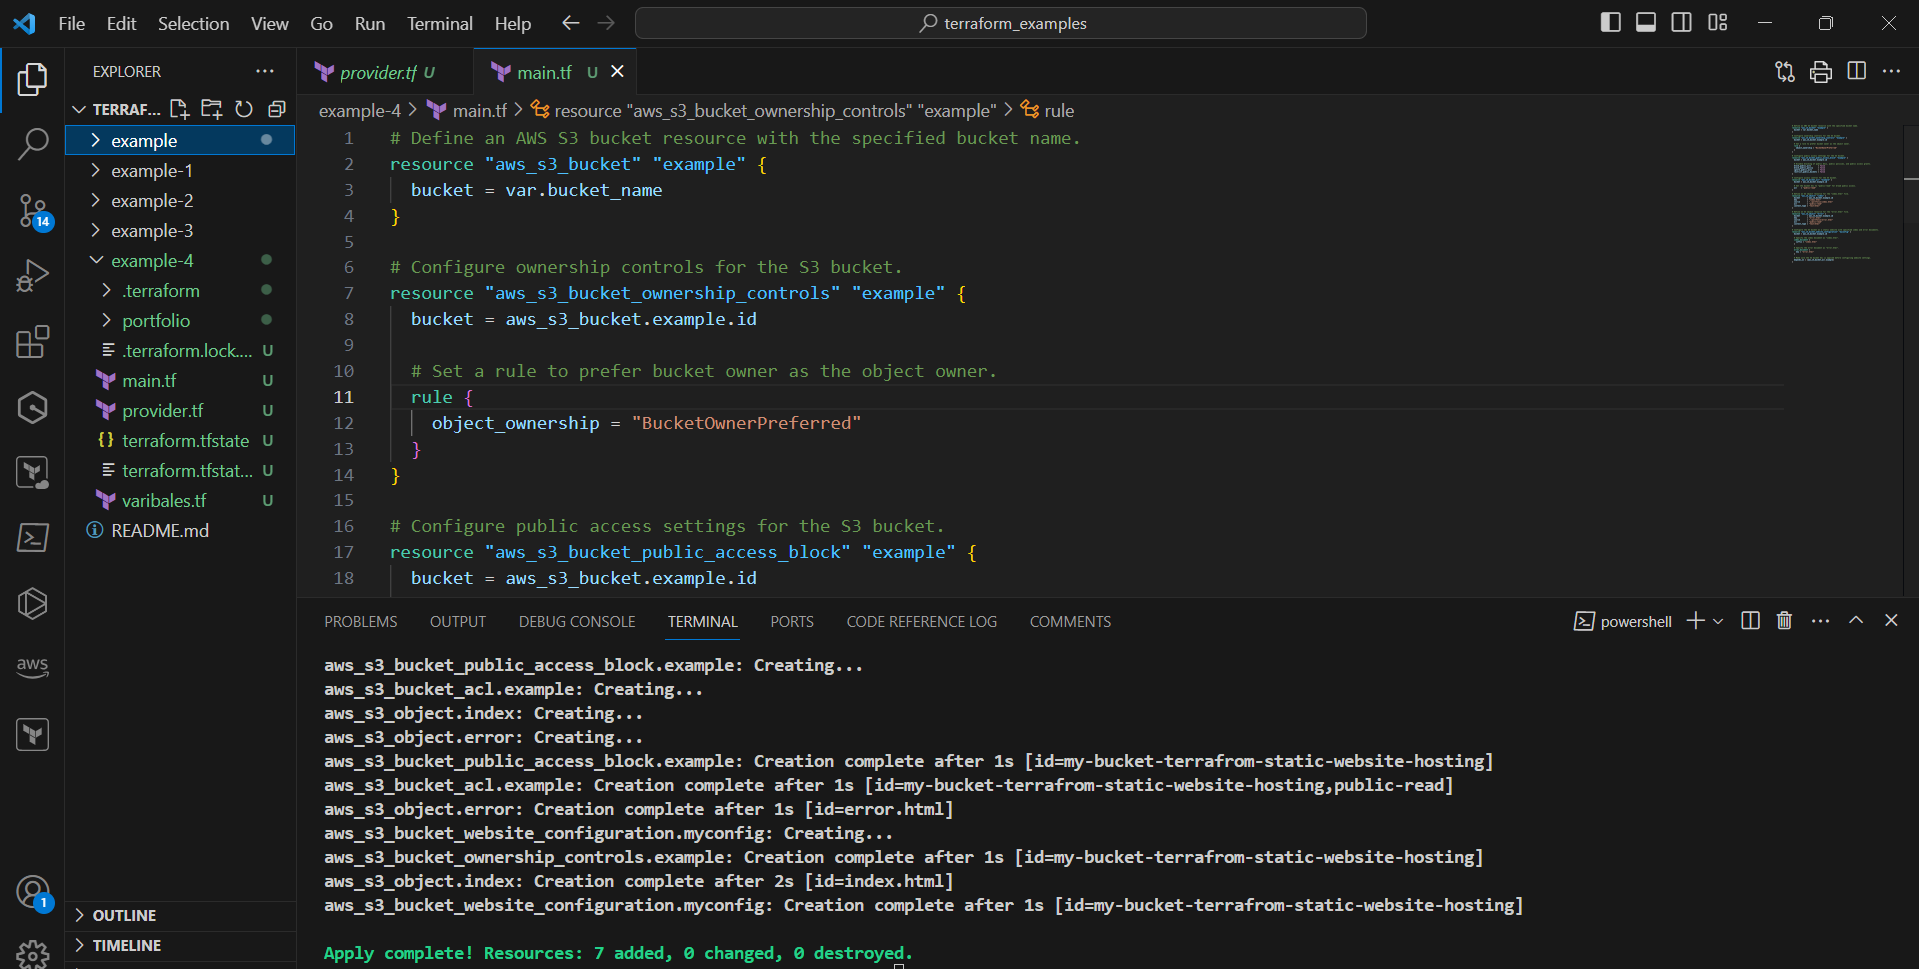 File Edit Selection View Go Run Terminal Help
terraform_examples
EXPLORER
TERRAF...
example
example-1
example-2
example-3
example-4
.terraform
portfolio
.terraform.lock.... U
main.tf U
provider.tf U
terraform.tfstate U
terraform.tfstat... U
varibales.tf U
README.md
OUTLINE
TIMELINE
14
aws
1
provider.tf U
main.tf U
example-4 > main.tf > resource "aws_s3_bucket_ownership_controls" "example" > rule
1 # Define an AWS S3 bucket resource with the specified bucket name.
2 resource "aws_s3_bucket" "example" {
3 bucket = var.bucket_name
4 }
5
6 # Configure ownership controls for the S3 bucket.
7 resource "aws_s3_bucket_ownership_controls" "example" {
8 bucket = aws_s3_bucket.example.id
9
10 # Set a rule to prefer bucket owner as the object owner.
11 rule {
12 object_ownership = "BucketOwnerPreferred"
13 }
14 }
15
16 # Configure public access settings for the S3 bucket.
17 resource "aws_s3_bucket_public_access_block" "example" {
18 bucket = aws_s3_bucket.example.id
PROBLEMS OUTPUT DEBUG CONSOLE TERMINAL PORTS CODE REFERENCE LOG COMMENTS
powershell
aws_s3_bucket_public_access_block.example: Creating...
aws_s3_bucket_acl.example: Creating...
aws_s3_object.index: Creating...
aws_s3_object.error: Creating...
aws_s3_bucket_public_access_block.example: Creation complete after 1s [id=my-bucket-terrafrom-static-website-hosting]
aws_s3_bucket_acl.example: Creation complete after 1s [id=my-bucket-terrafrom-static-website-hosting,public-read]
aws_s3_object.error: Creation complete after 1s [id=error.html]
aws_s3_bucket_website_configuration.myconfig: Creating...
aws_s3_bucket_ownership_controls.example: Creation complete after 1s [id=my-bucket-terrafrom-static-website-hosting]
aws_s3_object.index: Creation complete after 2s [id=index.html]
aws_s3_bucket_website_configuration.myconfig: Creation complete after 1s [id=my-bucket-terrafrom-static-website-hosting]
Apply complete! Resources: 7 added, 0 changed, 0 destroyed.